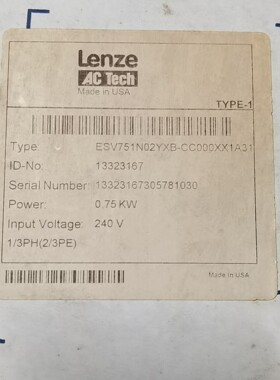 Lenze
AC Tech
Made in USA
TYPE-1
Type: ESV751N02YXB-CC000XX1A31
ID-No: 13323167
Serial Number: 13323167305781030
Power: 0.75 KW
Input Voltage: 240 V
1/3PH(2/3PE)
Made in USA